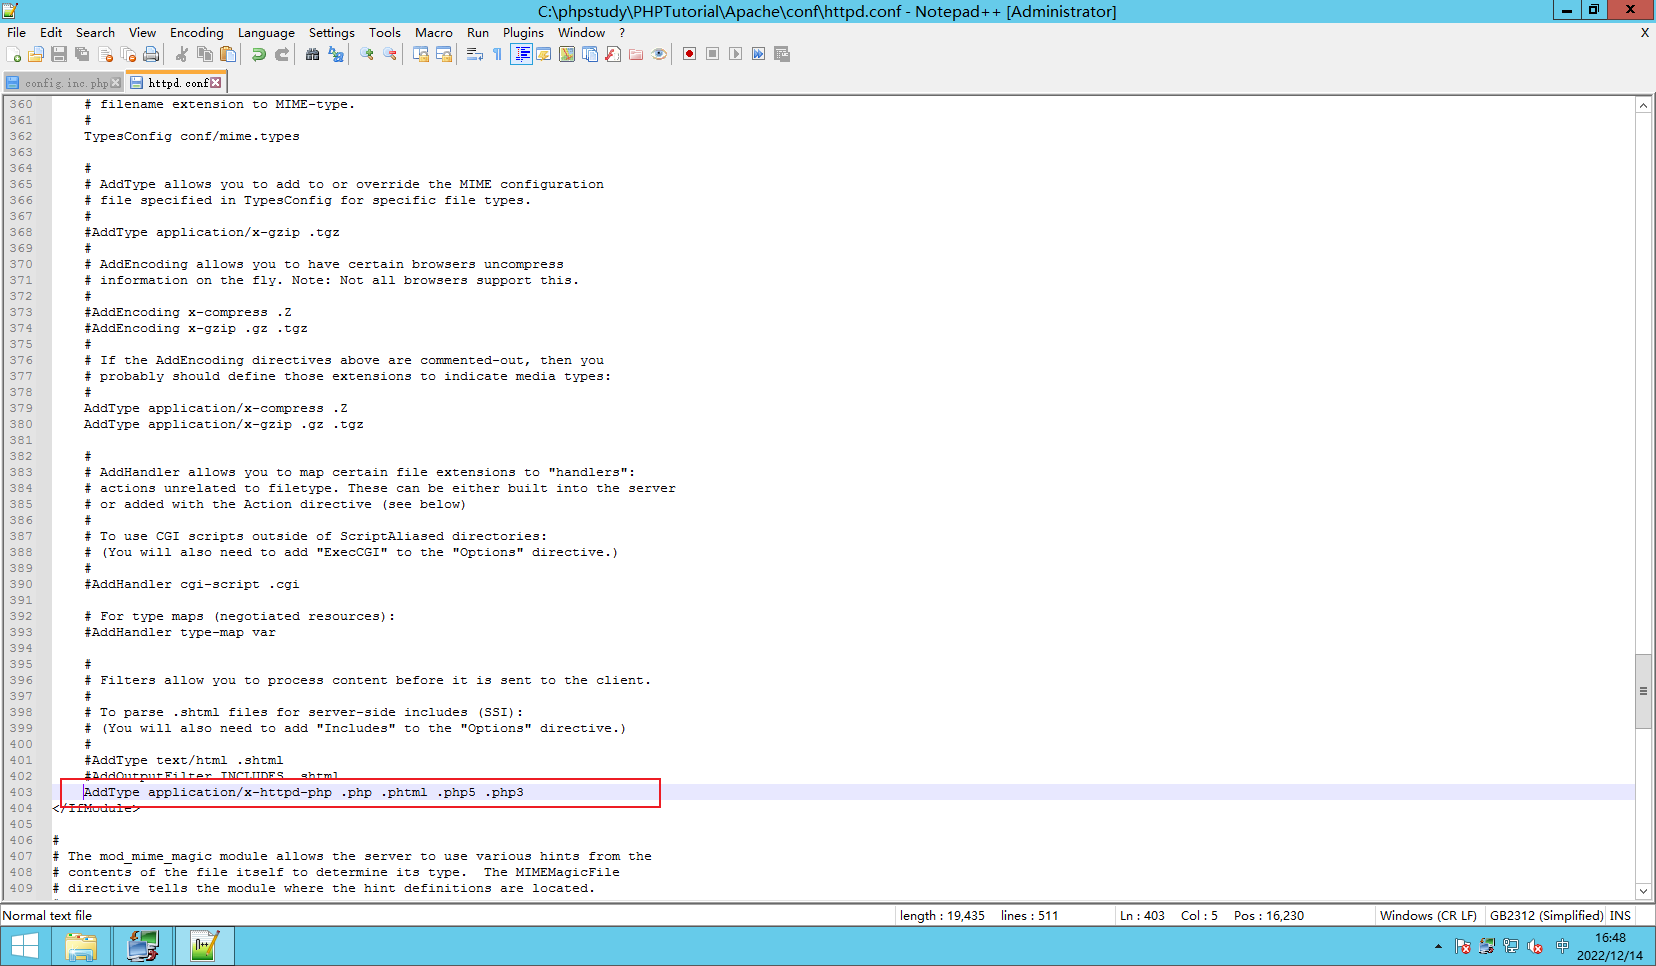 C:\phpstudy\PHPTutorial\Apache\conf\httpd.conf - Notepad++ [Administrator]
File Edit Search View Encoding Language Settings Tools Macro Run Plugins Window ? X
config.inc.php httpd.conf
360 # filename extension to MIME-type.
361 #
362 TypesConfig conf/mime.types
363
364 #
365 # AddType allows you to add to or override the MIME configuration
366 # file specified in TypesConfig for specific file types.
367 #
368 #AddType application/x-gzip .tgz
369 #
370 # AddEncoding allows you to have certain browsers uncompress
371 # information on the fly. Note: Not all browsers support this.
372 #
373 #AddEncoding x-compress .Z
374 #AddEncoding x-gzip .gz .tgz
375 #
376 # If the AddEncoding directives above are commented-out, then you
377 # probably should define those extensions to indicate media types:
378 #
379 AddType application/x-compress .Z
380 AddType application/x-gzip .gz .tgz
381
382 #
383 # AddHandler allows you to map certain file extensions to "handlers":
384 # actions unrelated to filetype. These can be either built into the server
385 # or added with the Action directive (see below)
386 #
387 # To use CGI scripts outside of ScriptAliased directories:
388 # (You will also need to add "ExecCGI" to the "Options" directive.)
389 #
390 #AddHandler cgi-script .cgi
391
392 # For type maps (negotiated resources):
393 #AddHandler type-map var
394
395 #
396 # Filters allow you to process content before it is sent to the client.
397 #
398 # To parse .shtml files for server-side includes (SSI):
399 # (You will also need to add "Includes" to the "Options" directive.)
400 #
401 #AddType text/html .shtml
402 #AddOutputFilter INCLUDES .shtml
403 AddType application/x-httpd-php .php .phtml .php5 .php3
404 </IfModule>
405
406 #
407 # The mod_mime_magic module allows the server to use various hints from the
408 # contents of the file itself to determine its type.  The MIMEMagicFile
409 # directive tells the module where the hint definitions are located.
Normal text file length : 19,435 lines : 511 Ln : 403 Col : 5 Pos : 16,230 Windows (CR LF) GB2312 (Simplified) INS
中 16:48
2022/12/14